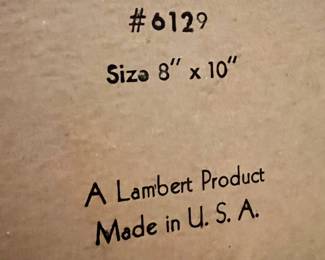 #6129
Size 8" x 10"
A Lambert Product
Made in U. S. A.